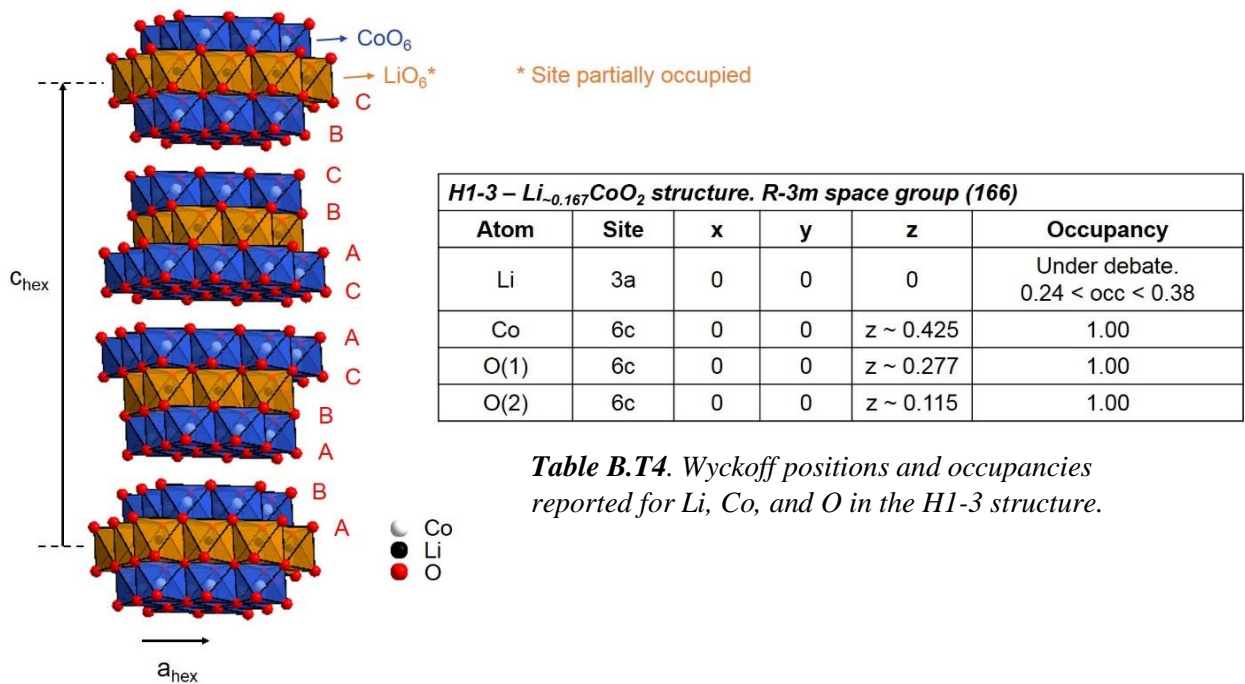 CoO₆
LiO₆* * Site partially occupied
C
B
C
B
A
C
c_hex
A
C
B
A
B
A
Co
Li
O
a_hex
H1-3 – Li~0.167CoO₂ structure. R-3m space group (166)
Atom Site x y z Occupancy
Li 3a 0 0 0 Under debate.
0.24 < occ < 0.38
Co 6c 0 0 z ~ 0.425 1.00
O(1) 6c 0 0 z ~ 0.277 1.00
O(2) 6c 0 0 z ~ 0.115 1.00
Table B.T4. Wyckoff positions and occupancies
reported for Li, Co, and O in the H1-3 structure.